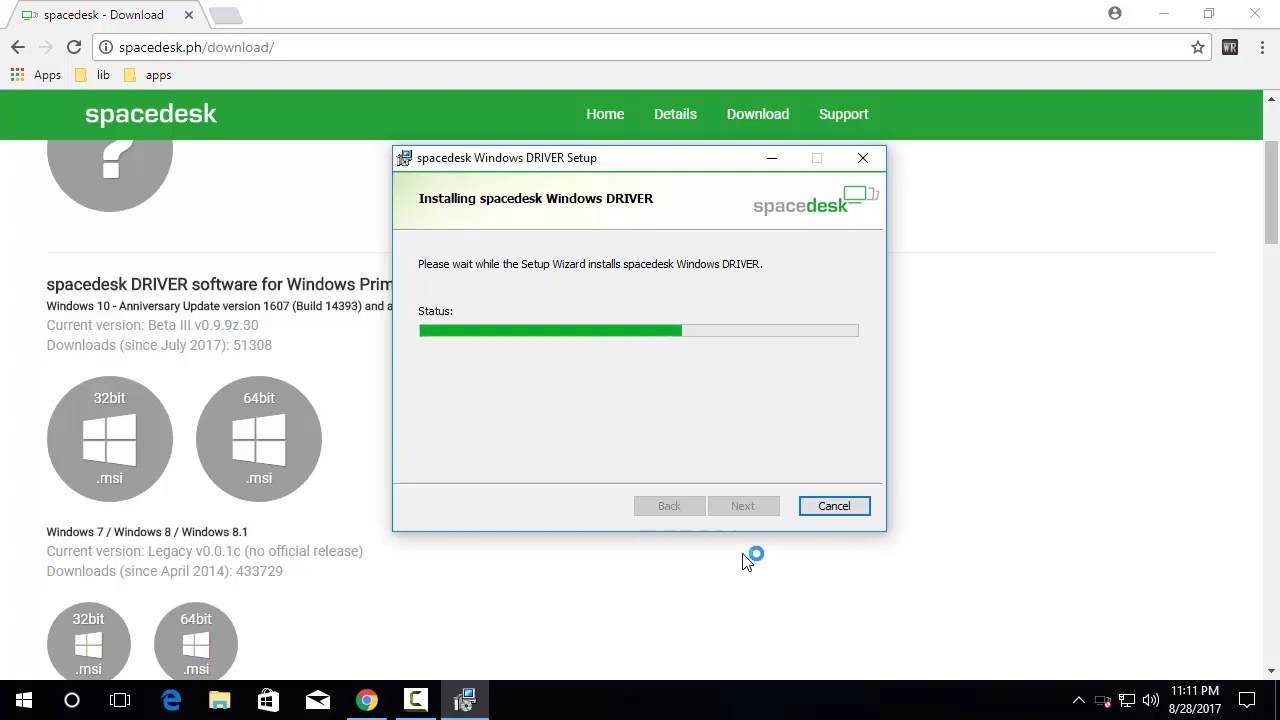 spacedesk - Download
spacedesk.ph/download/
WR
Apps lib apps
spacedesk Home Details Download Support
?
spacedesk DRIVER software for Windows Prim
Windows 10 - Anniversary Update version 1607 (Build 14393) and a
Current version: Beta III v0.9.9z.30
Downloads (since July 2017): 51308
32bit 64bit
.msi .msi
Windows 7 / Windows 8 / Windows 8.1
Current version: Legacy v0.0.1c (no official release)
Downloads (since April 2014): 433729
32bit 64bit
.msi .msi
spacedesk Windows DRIVER Setup
Installing spacedesk Windows DRIVER
spacedesk
Please wait while the Setup Wizard installs spacedesk Windows DRIVER.
Status:
Back Next Cancel
11:11 PM
8/28/2017